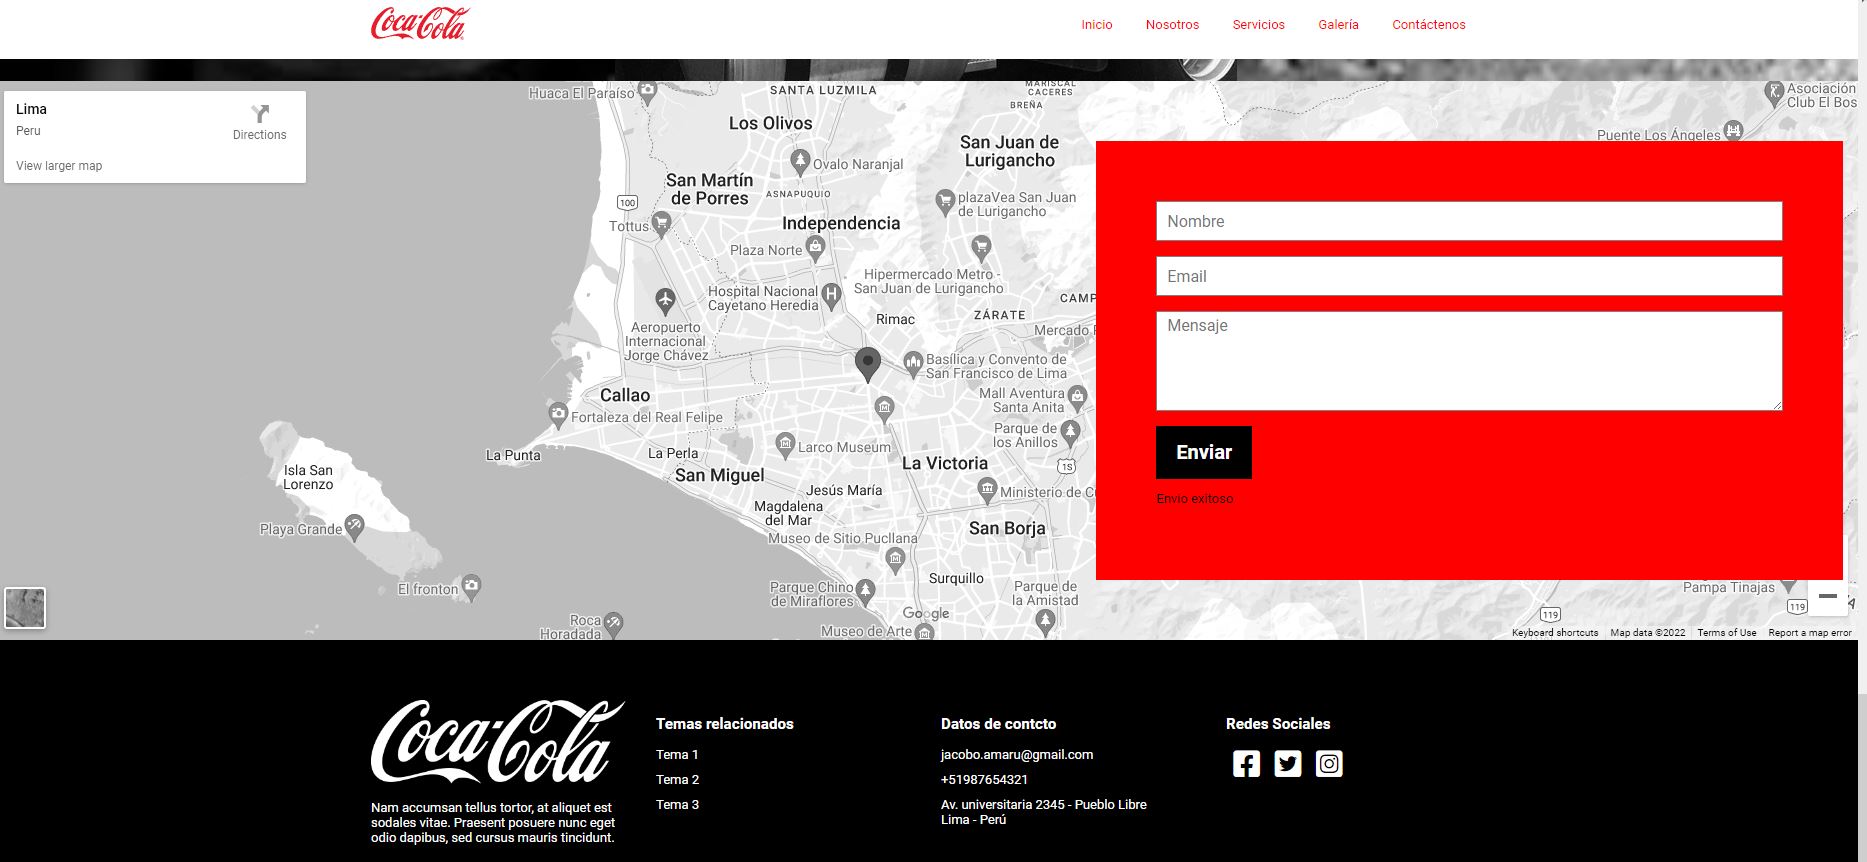 Coca-Cola
Inicio
Nosotros
Servicios
Galería
Contáctenos
Lima
Peru
Directions
View larger map
Huaca El Paraíso
SANTA LUZMILA
MARISCAL
CACERES
BREÑA
Asociación
Club El Bos
Los Olivos
San Juan de
Lurigancho
Puente Los Ángeles
Ovalo Naranjal
San Martín
de Porres
ASNAPUQUIO
plazaVea San Juan
de Lurigancho
100
Tottus
Independencia
Plaza Norte
Hipermercado Metro -
San Juan de Lurigancho
Hospital Nacional
Cayetano Heredia
CAMP
Rimac
ZÁRATE
Aeropuerto
Internacional
Jorge Chávez
Mercado
Basílica y Convento de
San Francisco de Lima
Callao
Mall Aventura
Santa Anita
Fortaleza del Real Felipe
Parque de
los Anillos
Larco Museum
La Punta
La Perla
La Victoria
1S
Isla San
Lorenzo
San Miguel
Jesús María
Ministerio de Cu
Magdalena
del Mar
Playa Grande
San Borja
Museo de Sitio Pucllana
Surquillo
El fronton
Parque Chino
de Miraflores
Parque de
la Amistad
Pampa Tinajas
119
119
Roca
Horadada
Google
Museo de Arte
Keyboard shortcuts
Map data ©2022
Terms of Use
Report a map error
Nombre
Email
Mensaje
Enviar
Envio exitoso
Coca-Cola
Nam accumsan tellus tortor, at aliquet est
sodales vitae. Praesent posuere nunc eget
odio dapibus, sed cursus mauris tincidunt.
Temas relacionados
Tema 1
Tema 2
Tema 3
Datos de contcto
jacobo.amaru@gmail.com
+51987654321
Av. universitaria 2345 - Pueblo Libre
Lima - Perú
Redes Sociales